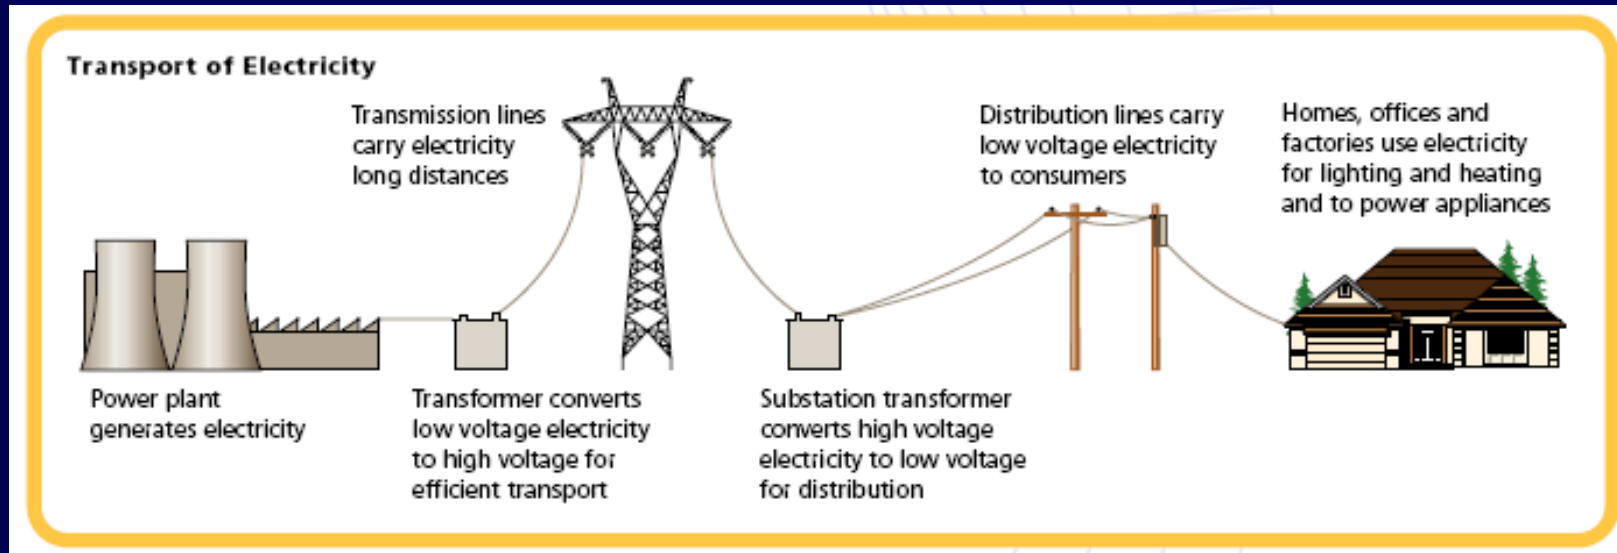 Transport of Electricity
Transmission lines
carry electricity
long distances
Distribution lines carry
low voltage electricity
to consumers
Homes, offices and
factories use electricity
for lighting and heating
and to power appliances
Power plant
generates electricity
Transformer converts
low voltage electricity
to high voltage for
efficient transport
Substation transformer
converts high voltage
electricity to low voltage
for distribution